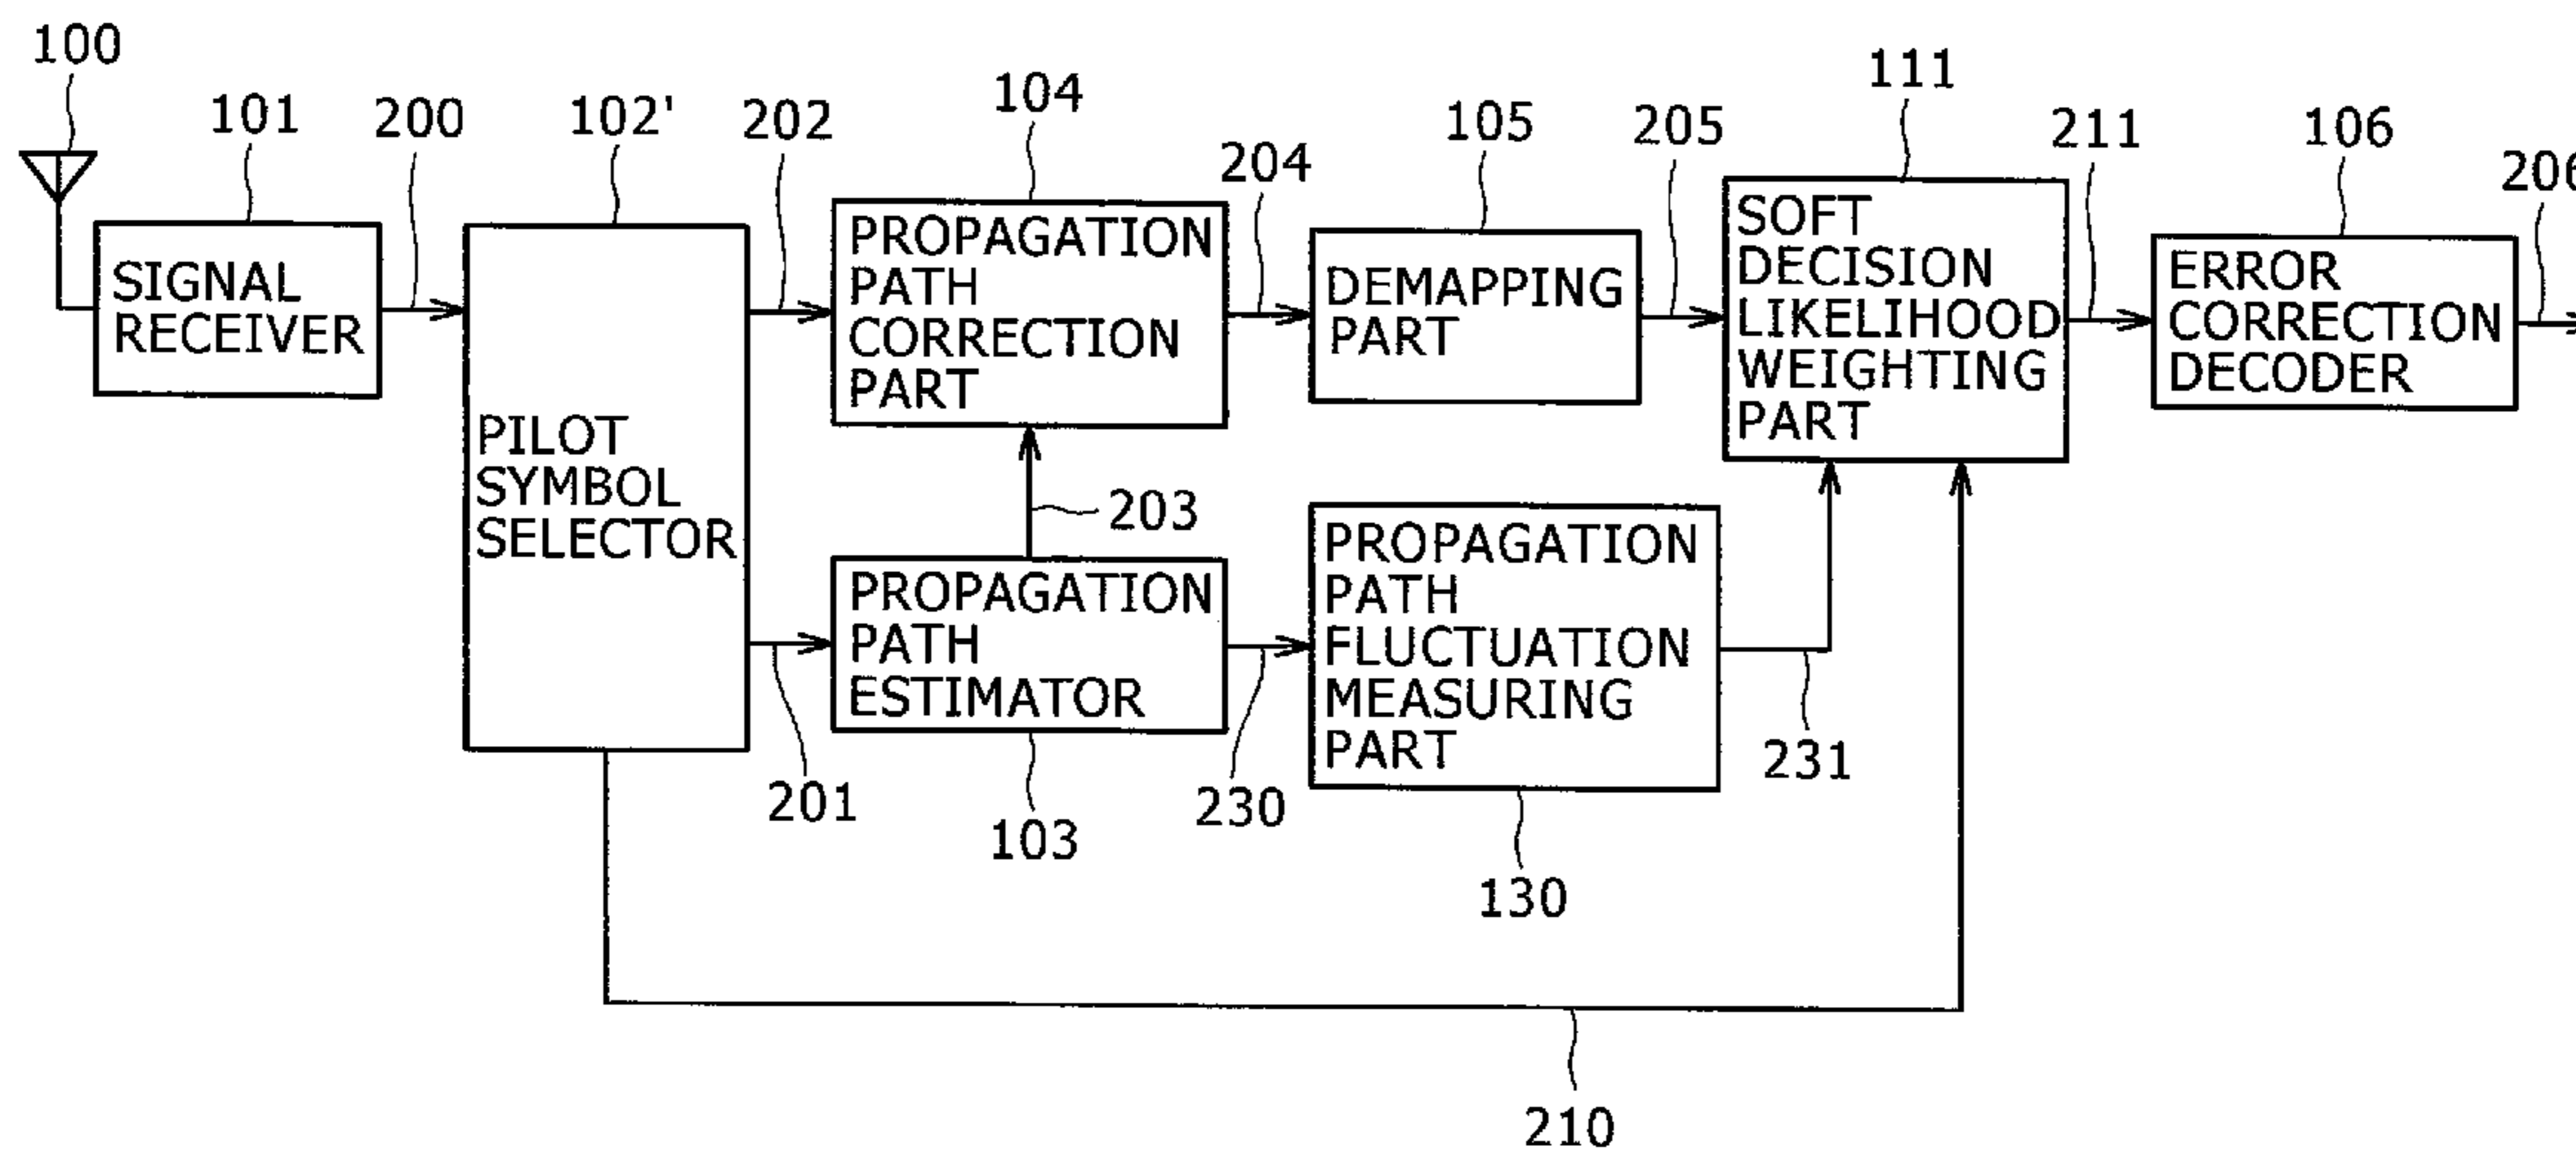 100
101
200
102'
202
104
204
105
205
111
211
106
206
SIGNAL
RECEIVER
PILOT
SYMBOL
SELECTOR
PROPAGATION
PATH
CORRECTION
PART
DEMAPPING
PART
SOFT
DECISION
LIKELIHOOD
WEIGHTING
PART
ERROR
CORRECTION
DECODER
203
PROPAGATION
PATH
ESTIMATOR
PROPAGATION
PATH
FLUCTUATION
MEASURING
PART
201
103
230
130
231
210